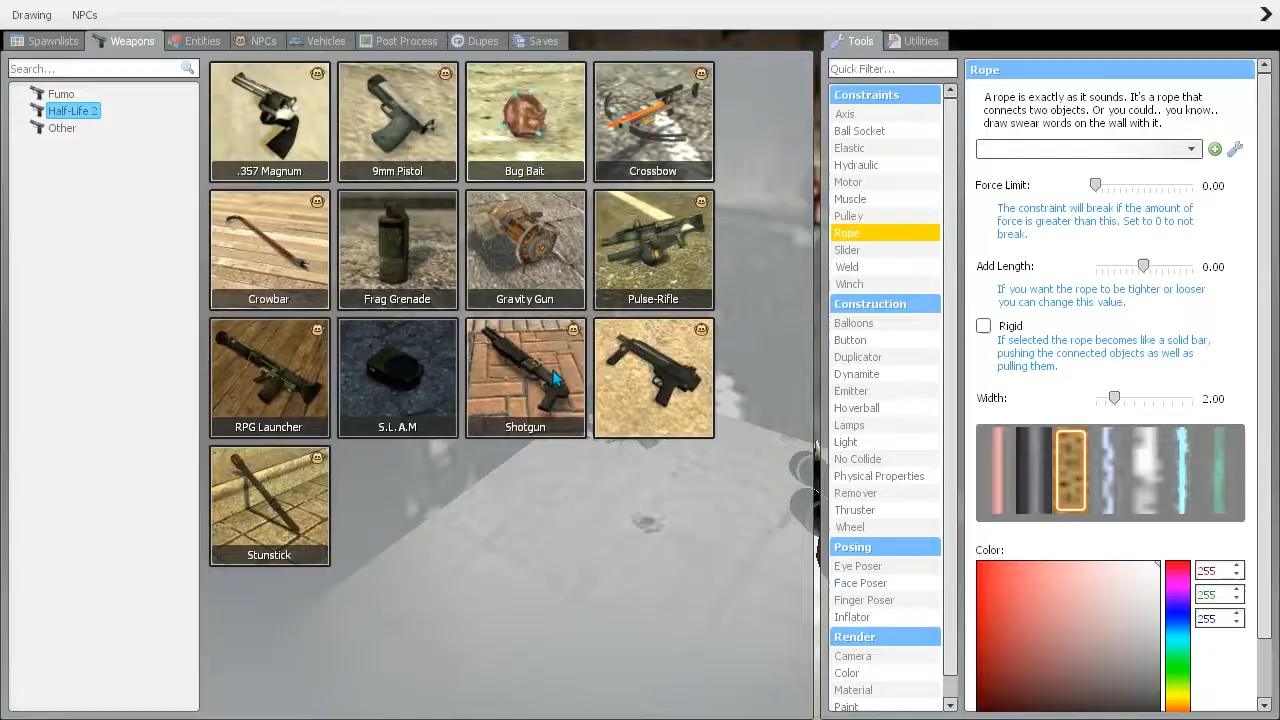 Drawing NPCs
Spawnlists Weapons Entities NPCs Vehicles Post Process Dupes Saves
Search...
Fumo
Half-Life 2
Other
.357 Magnum
9mm Pistol
Bug Bait
Crossbow
Crowbar
Frag Grenade
Gravity Gun
Pulse-Rifle
RPG Launcher
S.L.A.M
Shotgun
Stunstick
Tools Utilities
Quick Filter...
Constraints
Axis
Ball Socket
Elastic
Hydraulic
Motor
Muscle
Pulley
Rope
Slider
Weld
Winch
Construction
Balloons
Button
Duplicator
Dynamite
Emitter
Hoverball
Lamps
Light
No Collide
Physical Properties
Remover
Thruster
Wheel
Posing
Eye Poser
Face Poser
Finger Poser
Inflator
Render
Camera
Color
Material
Paint
Rope
A rope is exactly as it sounds. It's a rope that
connects two objects. Or you could.. you know..
draw swear words on the wall with it.
Force Limit: 0.00
The constraint will break if the amount of
force is greater than this. Set to 0 to not
break.
Add Length: 0.00
If you want the rope to be tighter or looser
you can change this value.
Rigid
If selected the rope becomes like a solid bar,
pushing the connected objects as well as
pulling them.
Width: 2.00
Color:
255
255
255